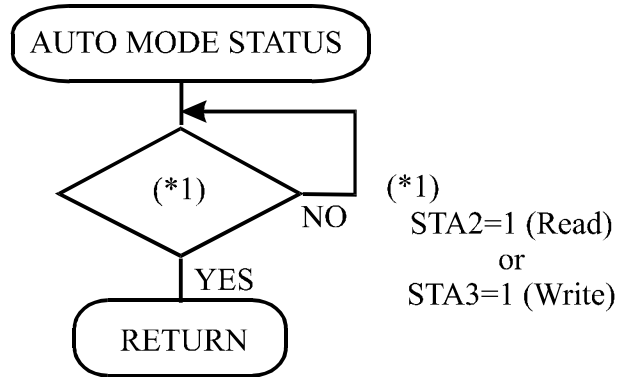 AUTO MODE STATUS
(*1)
NO
YES
RETURN
(*1)
STA2=1 (Read)
or
STA3=1 (Write)